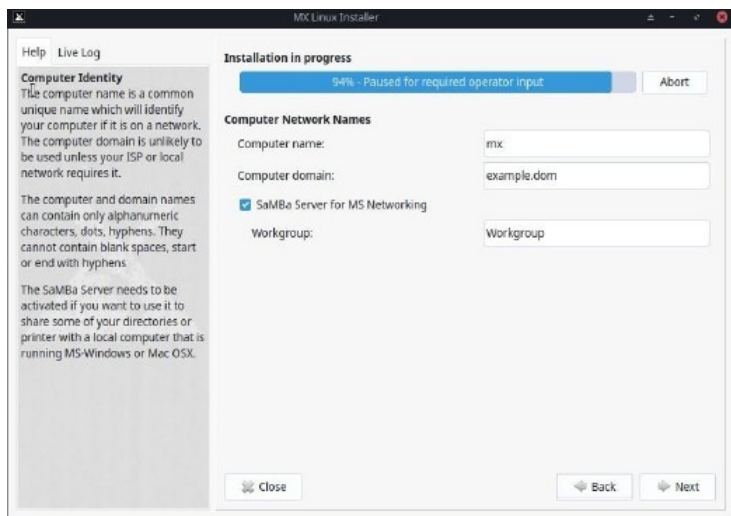 MX Linux Installer
Help
Live Log
Computer Identity
The computer name is a common
unique name which will identify
your computer if it is on a network.
The computer domain is unlikely to
be used unless your ISP or local
network requires it.
The computer and domain names
can contain only alphanumeric
characters, dots, hyphens. They
cannot contain blank spaces, start
or end with hyphens
The SaMBa Server needs to be
activated if you want to use it to
share some of your directories or
printer with a local computer that is
running MS-Windows or Mac OSX.
Installation in progress
94% - Paused for required operator input
Abort
Computer Network Names
Computer name:
mx
Computer domain:
example.dom
SaMBa Server for MS Networking
Workgroup:
Workgroup
Close
Back
Next